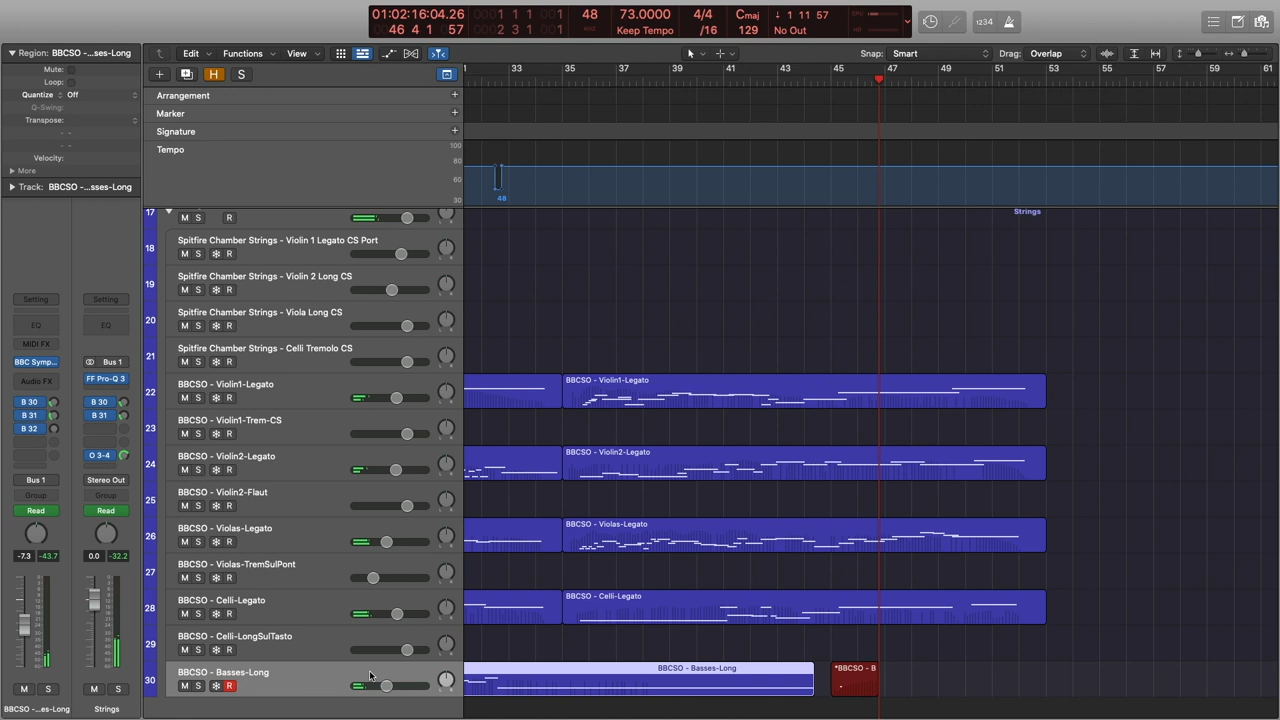 01:02:16:04.26 0001 1 1 1 48 73.0000 4/4 Cmaj ↓ 1 11 57
46 4 1 57 0002 3 1 Keep Tempo /16 129 No Out
1234
Region: BBCSO -...ses-Long
Edit Functions View Snap: Smart Drag: Overlap
Mute:
Loop:
Quantize Off
Q-Swing:
Transpose:
Velocity:
More
Track: BBCSO -...sses-Long
+ H S
33 35 37 39 41 43 45 47 49 51 53 55 57 59 61
Arrangement +
Marker +
Signature +
Tempo 100
80
60
30
48
17 M S R Strings
18 Spitfire Chamber Strings - Violin 1 Legato CS Port
M S R
19 Spitfire Chamber Strings - Violin 2 Long CS
M S R
20 Spitfire Chamber Strings - Viola Long CS
M S R
21 Spitfire Chamber Strings - Celli Tremolo CS
M S R
22 BBCSO - Violin1-Legato BBCSO - Violin1-Legato
M S R
23 BBCSO - Violin1-Trem-CS
M S R
24 BBCSO - Violin2-Legato BBCSO - Violin2-Legato
M S R
25 BBCSO - Violin2-Flaut
M S R
26 BBCSO - Violas-Legato BBCSO - Violas-Legato
M S R
27 BBCSO - Violas-TremSulPont
M S R
28 BBCSO - Celli-Legato BBCSO - Celli-Legato
M S R
29 BBCSO - Celli-LongSulTasto
M S R
30 BBCSO - Basses-Long BBCSO - Basses-Long *BBCSO - B
M S R
Setting Setting
EQ EQ
MIDI FX
BBC Symp... Bus 1
Audio FX FF Pro-Q 3
B 30 B 30
B 31 B 31
B 32
O 3-4
Bus 1 Stereo Out
Group Group
Read Read
-7.3 -43.7 0.0 -32.2
M S M S
BBCSO -...es-Long Strings